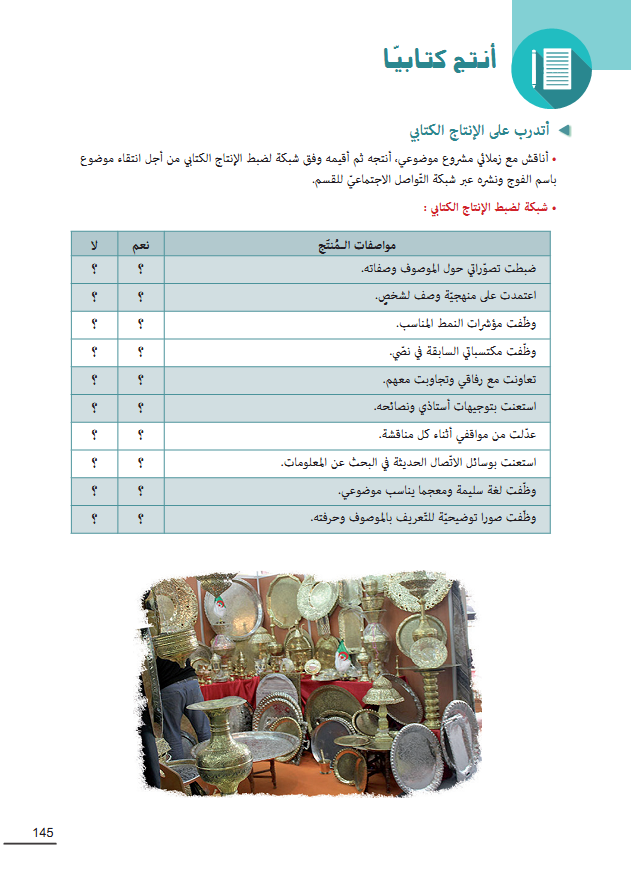 أنتج كتابيّا
أتدرب على الإنتاج الكتابي
• أناقش مع زملائي مشروع موضوعي، أنتجه ثم أقيمه وفق شبكة لضبط الإنتاج الكتابي من أجل انتقاء موضوع
باسم الفوج ونشره عبر شبكة التّواصل الاجتماعيّ للقسم.
• شبكة لضبط الإنتاج الكتابي :
مواصفات الـمُنتَج نعم لا
ضبطت تصوّراتي حول الموصوف وصفاته. ؟ ؟
اعتمدت على منهجيّة وصف لشخصٍ. ؟ ؟
وظّفت مؤشرات النمط المناسب. ؟ ؟
وظّفت مكتسباتي السابقة في نصّي. ؟ ؟
تعاونت مع رفاقي وتجاوبت معهم. ؟ ؟
استعنت بتوجيهات أستاذي ونصائحه. ؟ ؟
عدّلت من مواقفي أثناء كل مناقشة. ؟ ؟
استعنت بوسائل الاتّصال الحديثة في البحث عن المعلومات. ؟ ؟
وظّفت لغة سليمة ومعجما يناسب موضوعي. ؟ ؟
وظّفت صورا توضيحيّة للتّعريف بالموصوف وحرفته. ؟ ؟
145